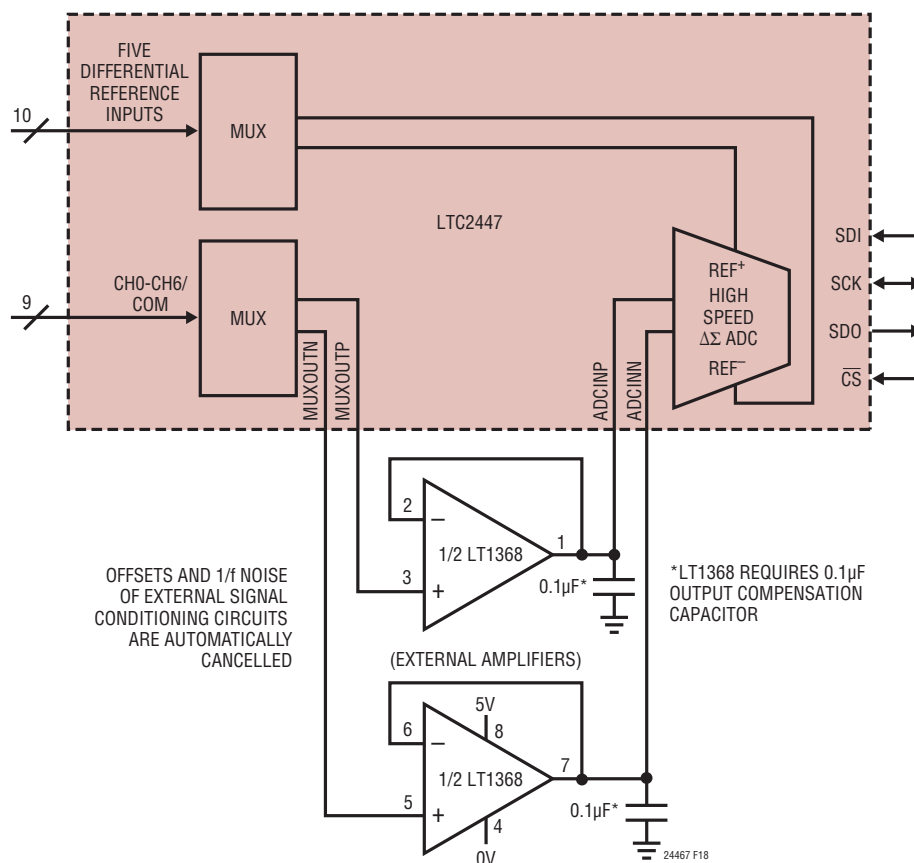 FIVE
DIFFERENTIAL
REFERENCE
INPUTS
10
MUX
LTC2447
SDI
SCK
SDO
C̅S̅
REF⁺
HIGH
SPEED
ΔΣ ADC
REF⁻
CH0-CH6/
COM
9
MUX
MUXOUTN
MUXOUTP
ADCINP
ADCINN
2
–
1/2 LT1368
1
3
+
0.1µF*
*LT1368 REQUIRES 0.1µF
OUTPUT COMPENSATION
CAPACITOR
OFFSETS AND 1/f NOISE
OF EXTERNAL SIGNAL
CONDITIONING CIRCUITS
ARE AUTOMATICALLY
CANCELLED
(EXTERNAL AMPLIFIERS)
5V
8
6
–
1/2 LT1368
7
5
+
4
0V
0.1µF*
24467 F18